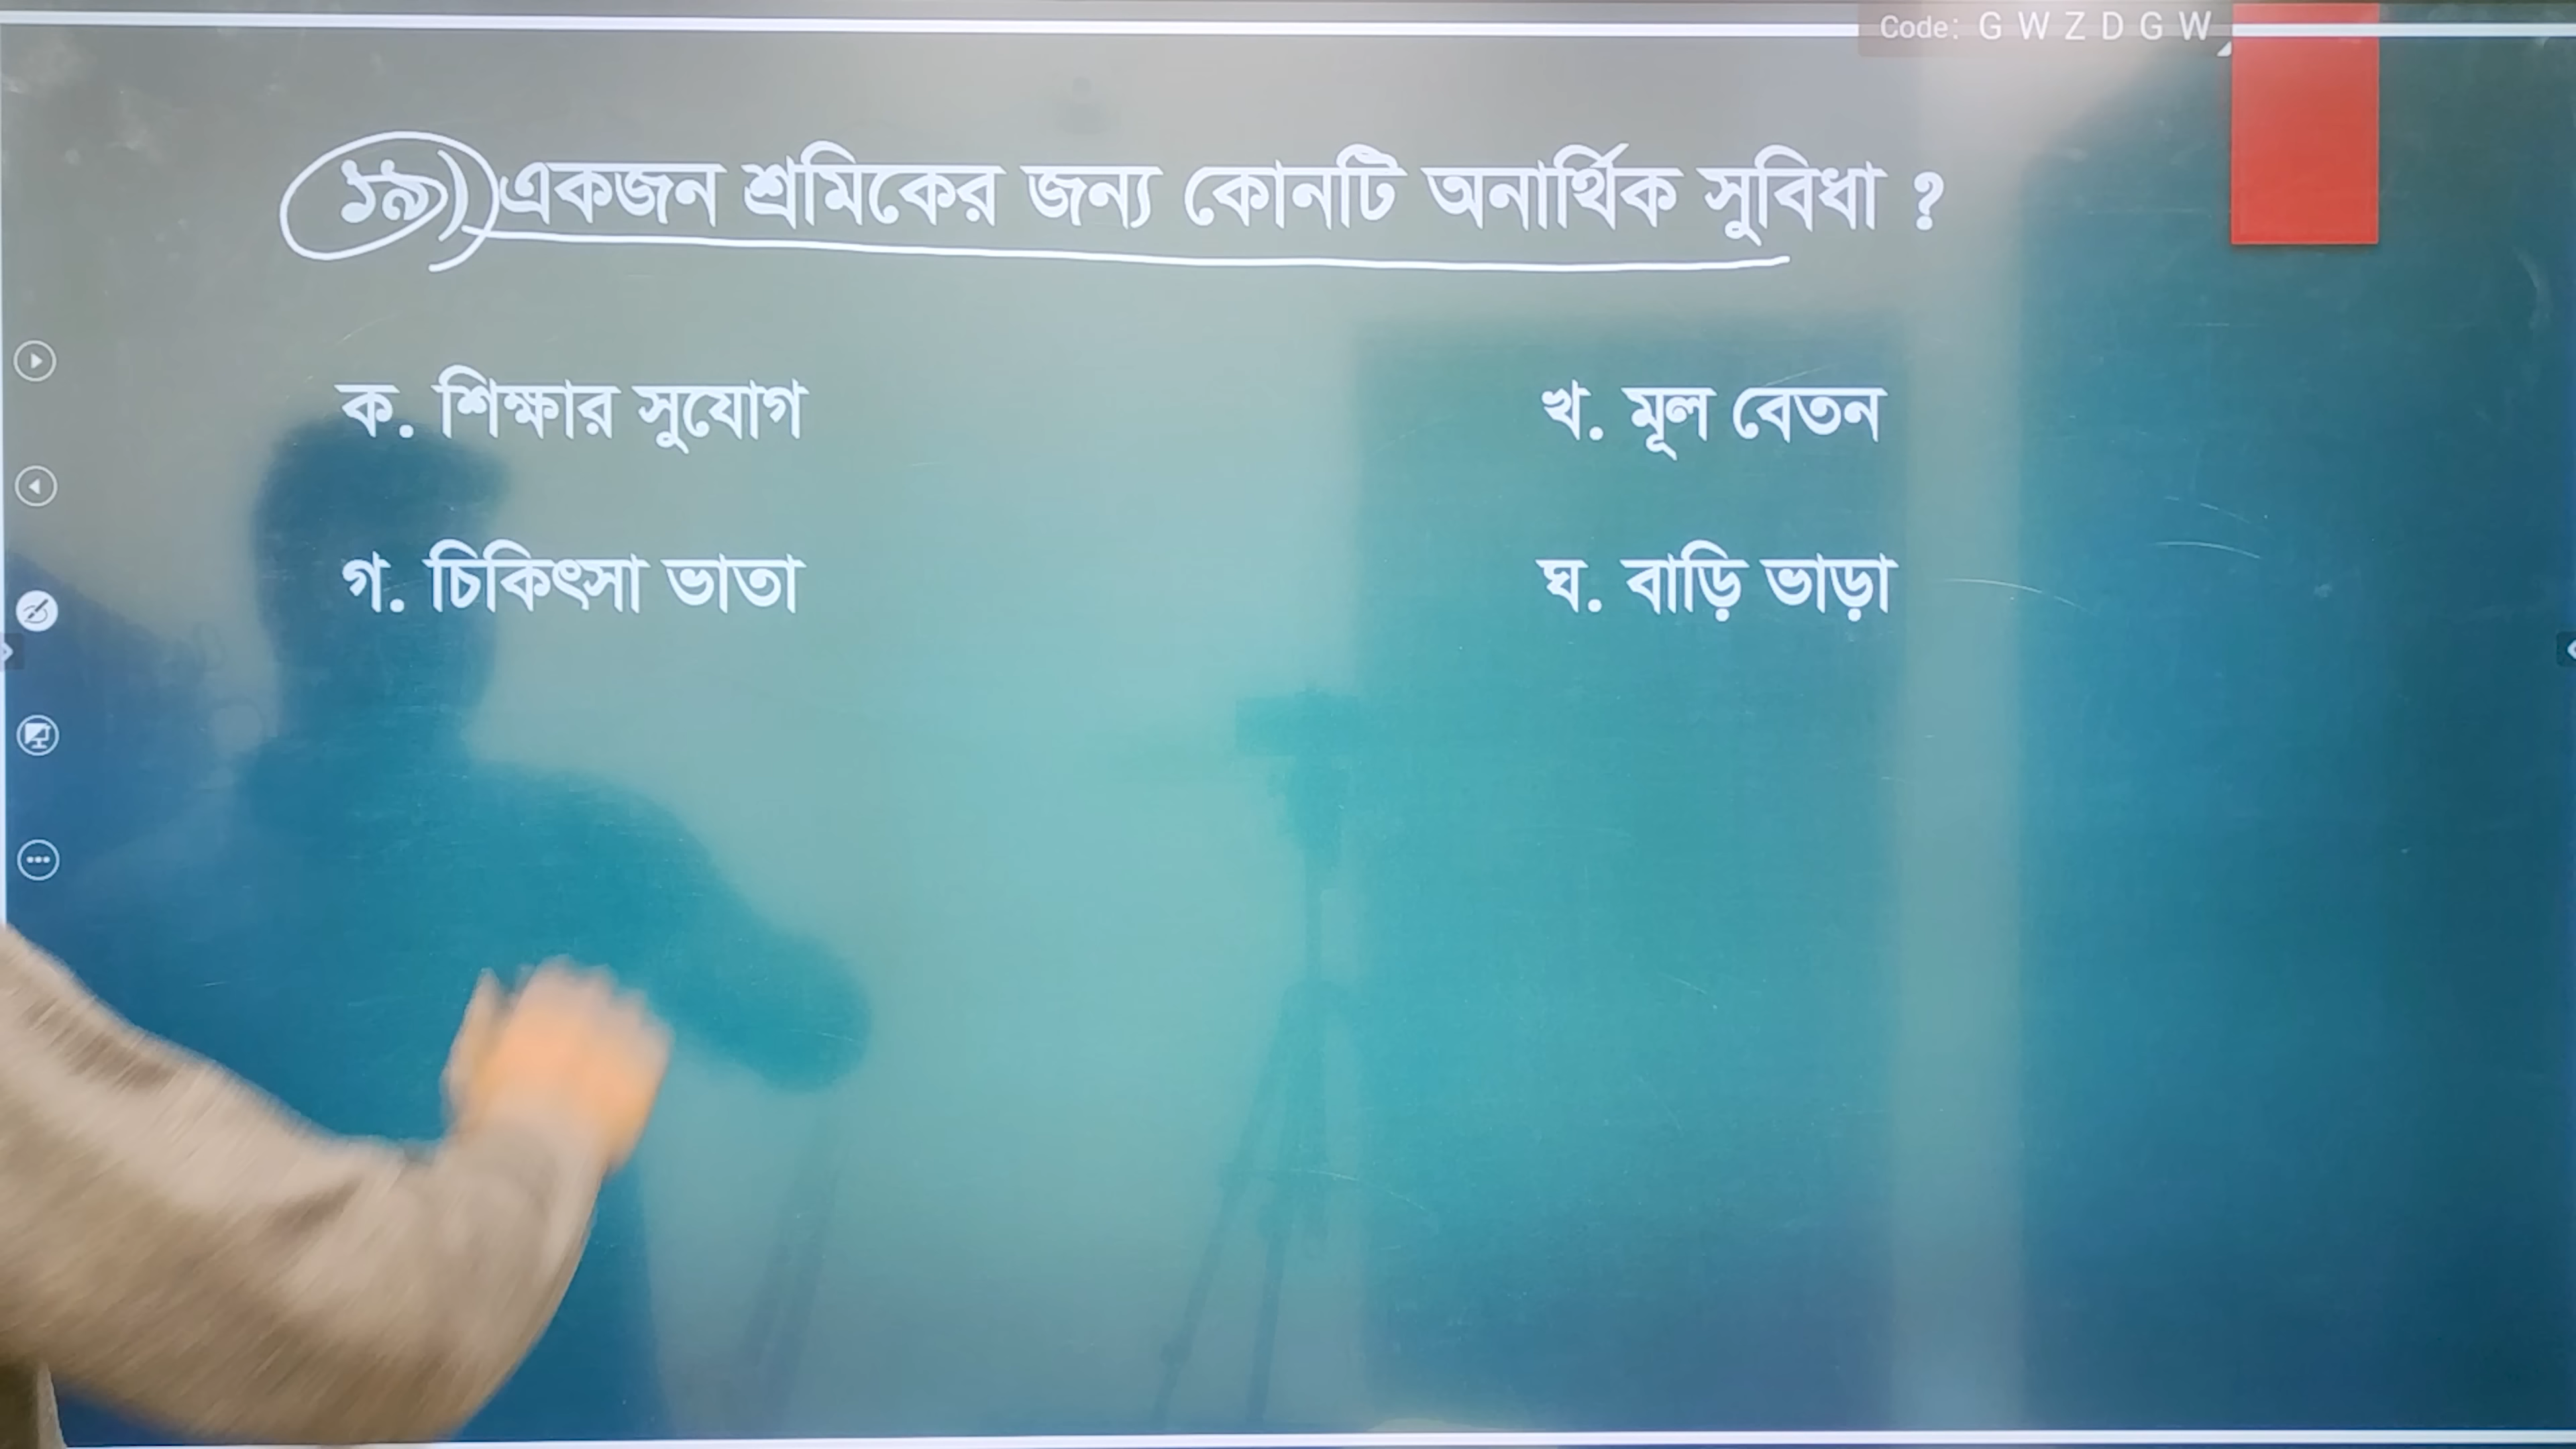 Code: G W Z D G W
১৯) একজন শ্রমিকের জন্য কোনটি অনার্থিক সুবিধা ?
ক. শিক্ষার সুযোগ
খ. মূল বেতন
গ. চিকিৎসা ভাতা
ঘ. বাড়ি ভাড়া